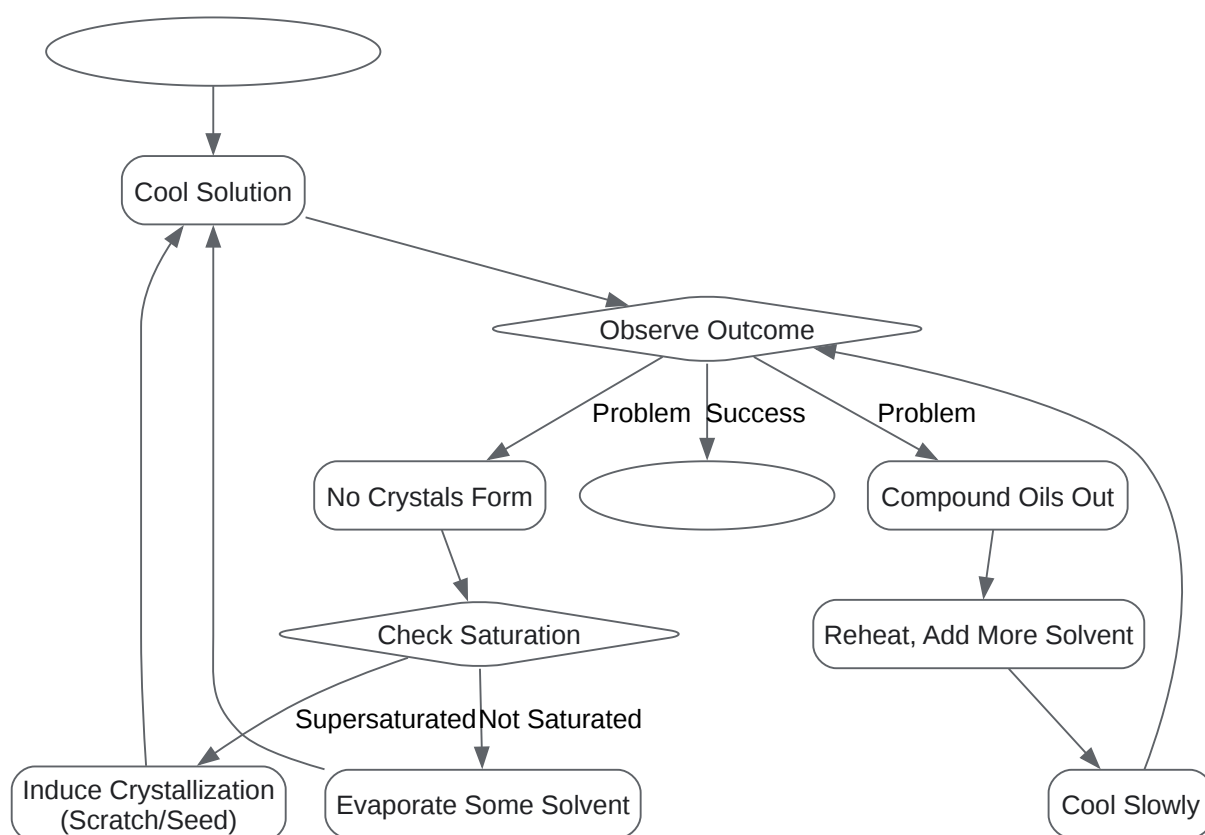 Cool Solution
Observe Outcome
Problem
Success
Problem
No Crystals Form
Compound Oils Out
Check Saturation
Reheat, Add More Solvent
Supersaturated
Not Saturated
Induce Crystallization
(Scratch/Seed)
Evaporate Some Solvent
Cool Slowly